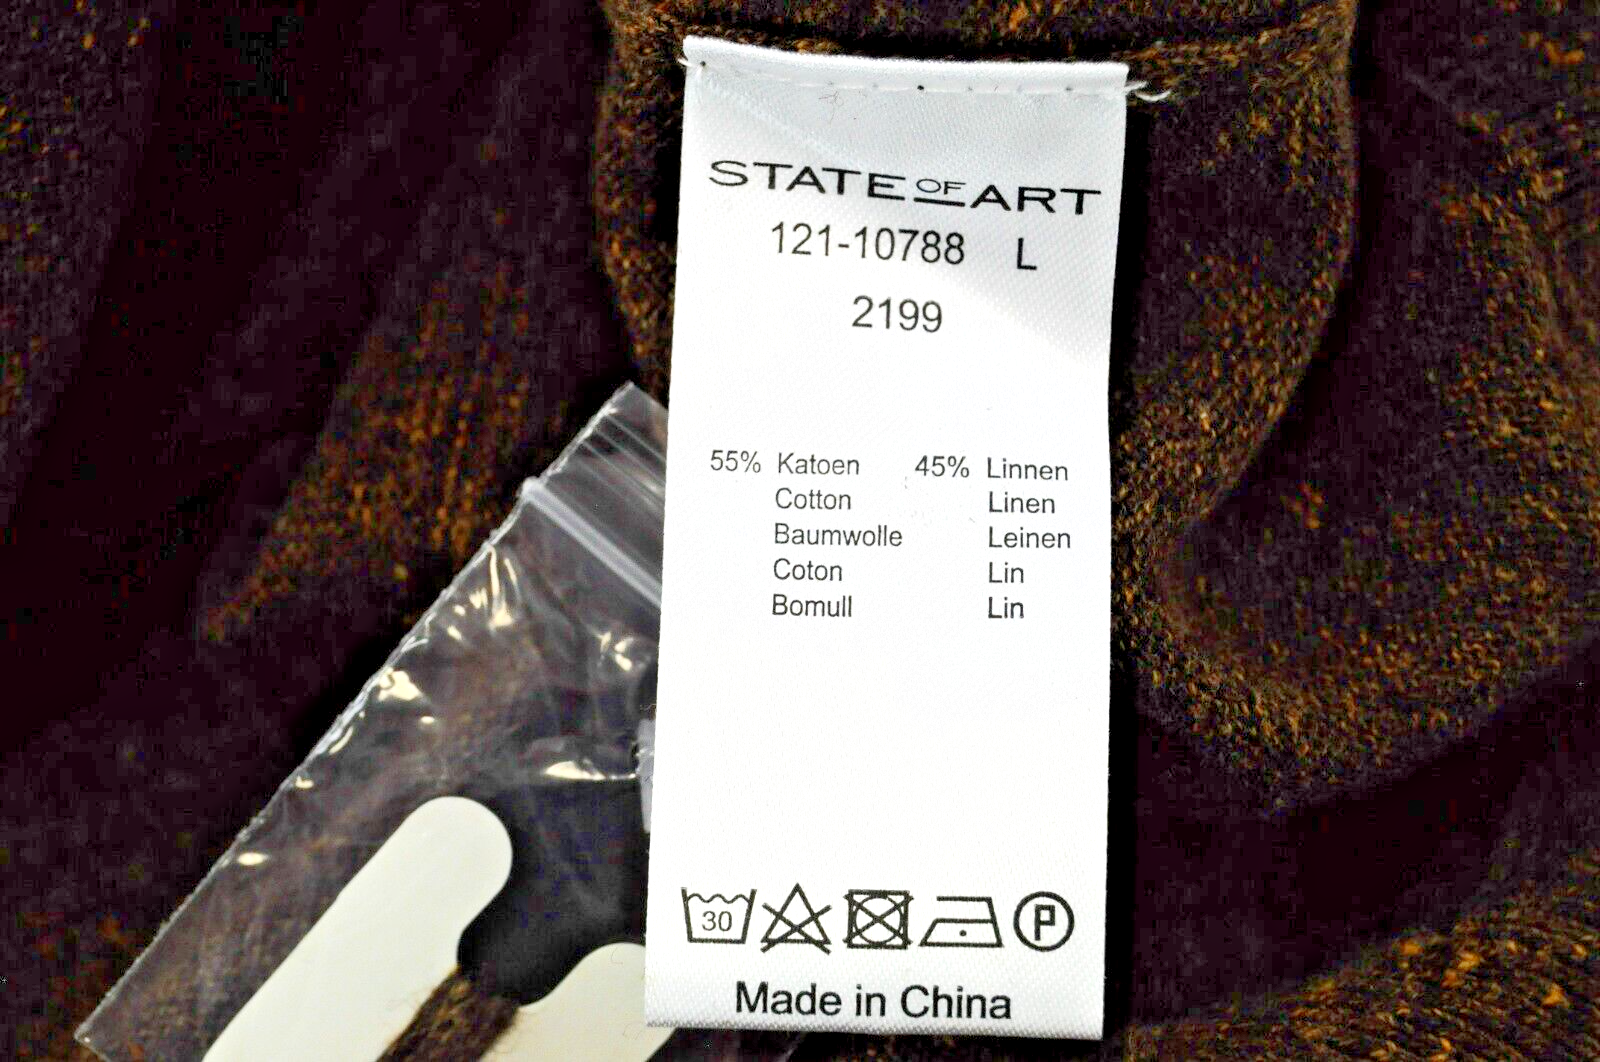 STATE OF ART
121-10788 L
2199
55% Katoen 45% Linnen
Cotton Linen
Baumwolle Leinen
Coton Lin
Bomull Lin
30 P
Made in China